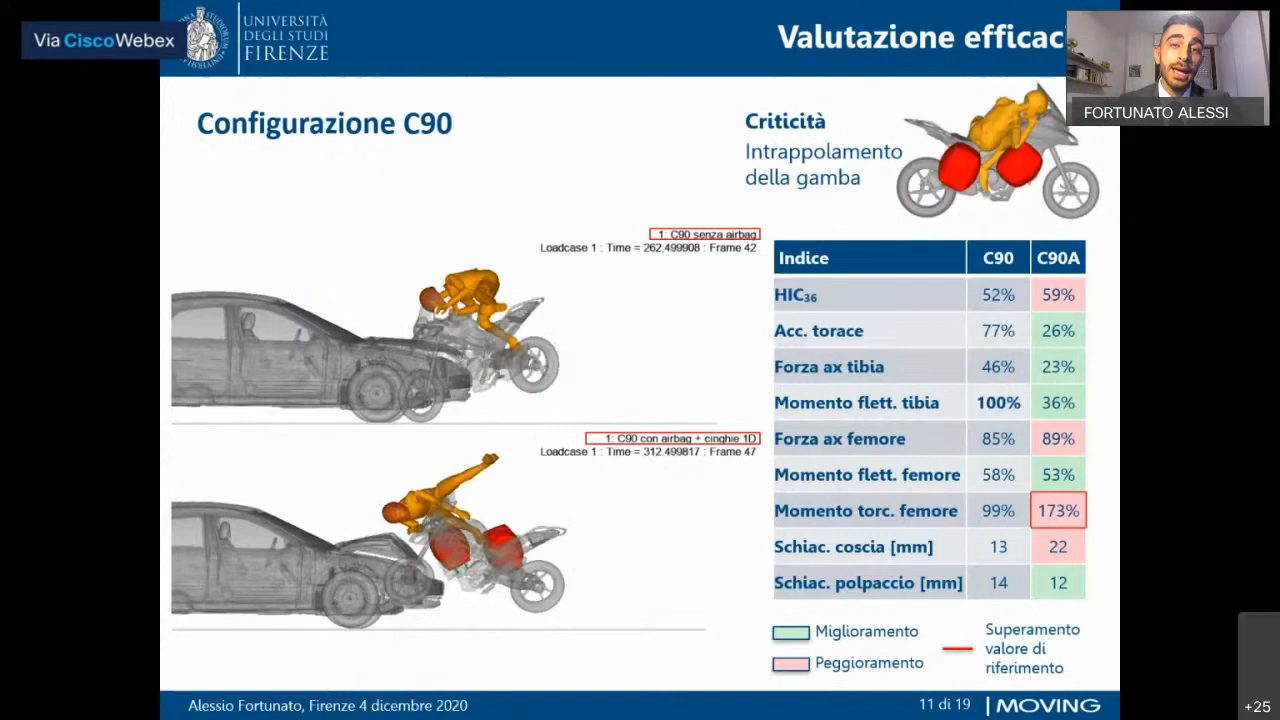 Via Cisco Webex
UNIVERSITÀ
DEGLI STUDI
FIRENZE
Valutazione efficac
FORTUNATO ALESSI
Configurazione C90
Criticità
Intrappolamento
della gamba
1: C90 senza airbag
Loadcase 1 : Time = 262.499908 : Frame 42
1: C90 con airbag + cinghie 1D
Loadcase 1 : Time = 312.499817 : Frame 47
Indice C90 C90A
HIC36 52% 59%
Acc. torace 77% 26%
Forza ax tibia 46% 23%
Momento flett. tibia 100% 36%
Forza ax femore 85% 89%
Momento flett. femore 58% 53%
Momento torc. femore 99% 173%
Schiac. coscia [mm] 13 22
Schiac. polpaccio [mm] 14 12
Miglioramento
Peggioramento
Superamento
valore di
riferimento
Alessio Fortunato, Firenze 4 dicembre 2020
11 di 19 | MOVING
+25